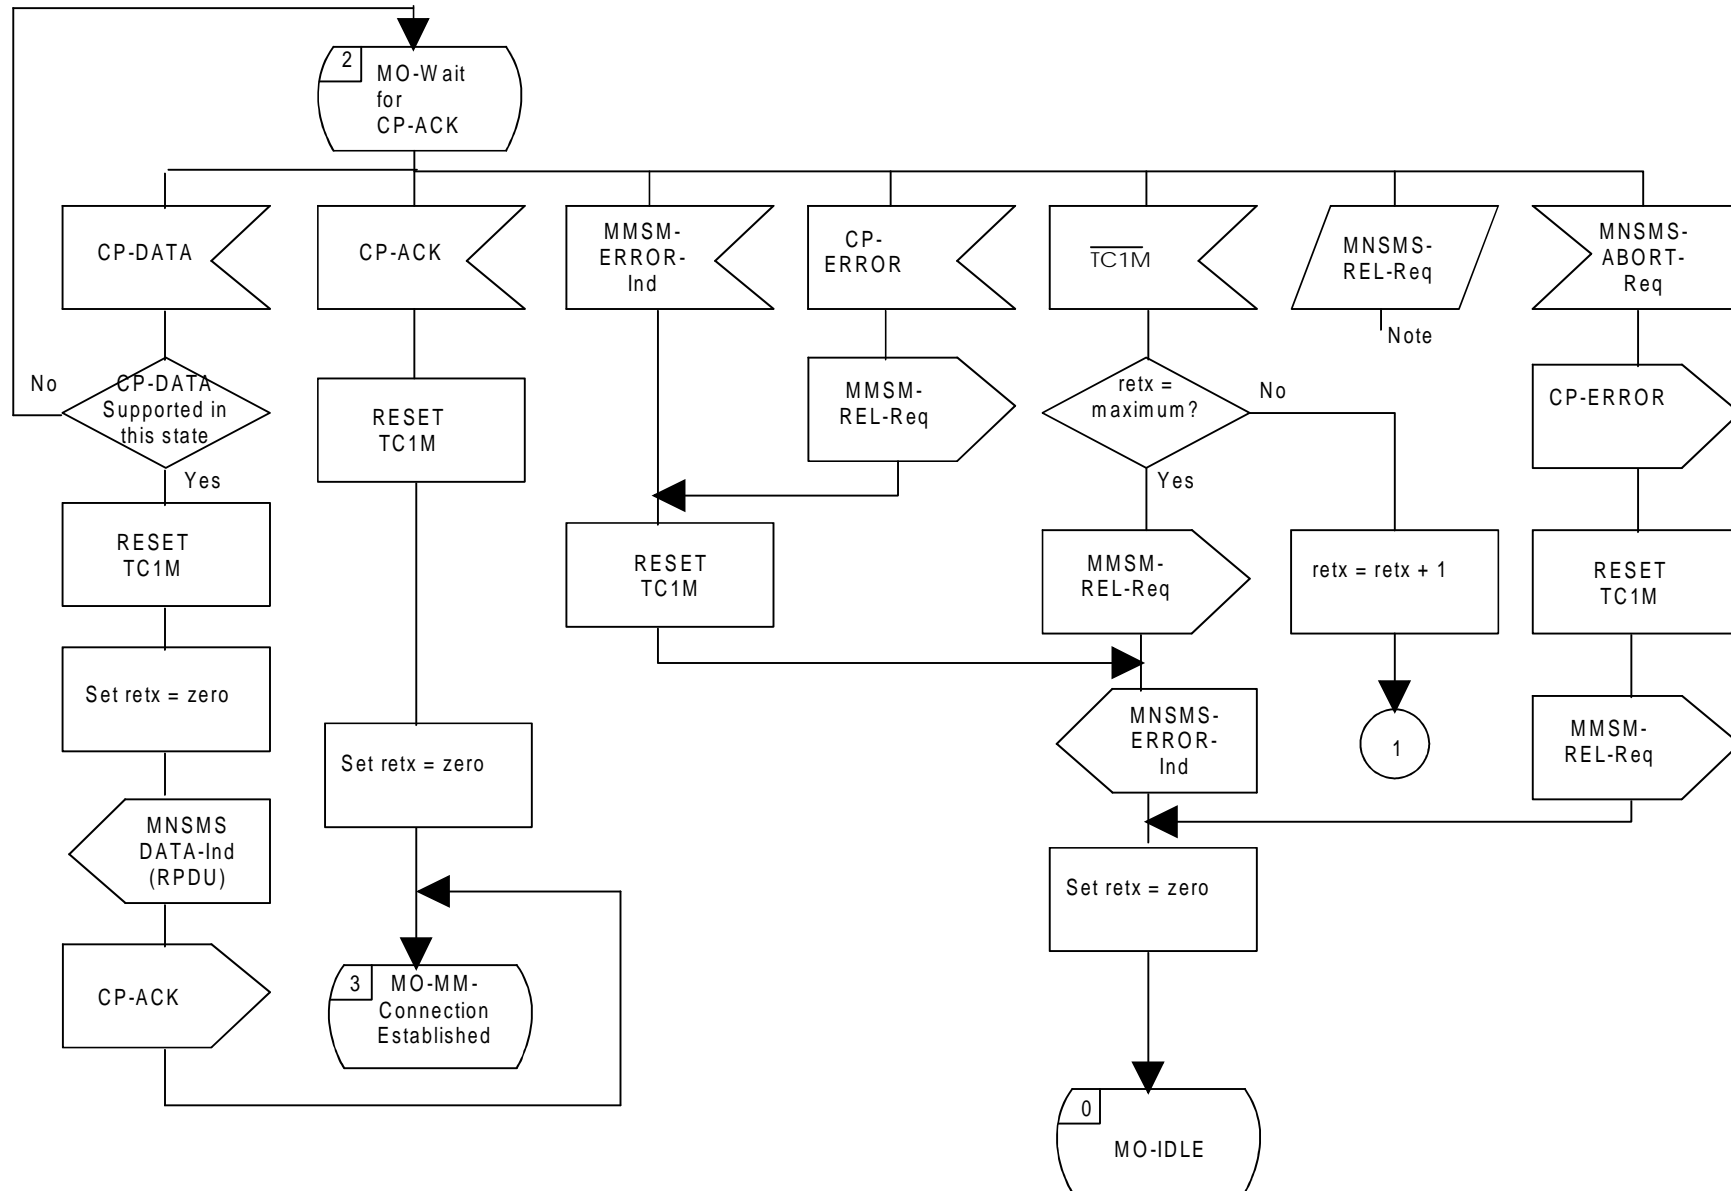 2
MO-Wait
for
CP-ACK
CP-DATA
CP-ACK
MMSM-
ERROR-
Ind
CP-
ERROR
TC1M
MNSMS-
REL-Req
MNSMS-
ABORT-
Req
Note
No
CP-DATA
Supported in
this state
Yes
RESET
TC1M
MMSM-
REL-Req
retx =
maximum?
No
Yes
CP-ERROR
RESET
TC1M
RESET
TC1M
MMSM-
REL-Req
retx = retx + 1
RESET
TC1M
Set retx = zero
Set retx = zero
MNSMS-
ERROR-
Ind
1
MMSM-
REL-Req
MNSMS
DATA-Ind
(RPDU)
Set retx = zero
CP-ACK
3
MO-MM-
Connection
Established
0
MO-IDLE